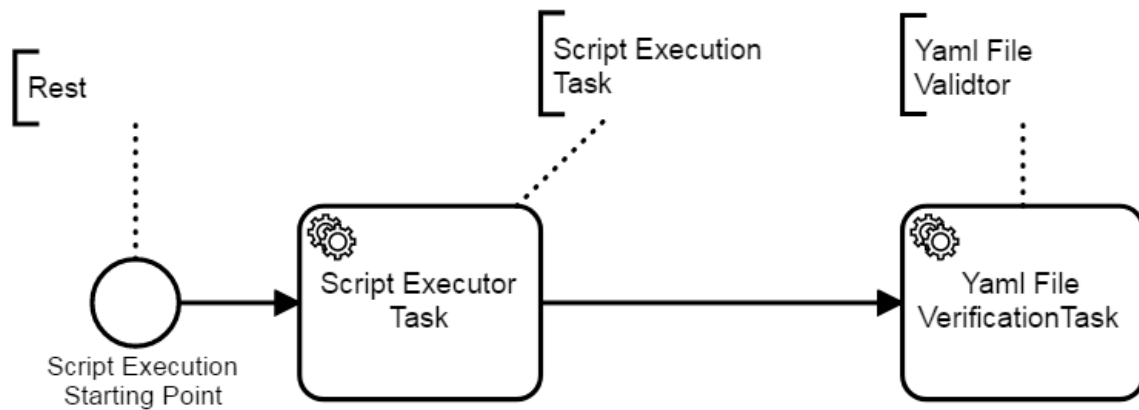 Rest
Script Execution
Task
Yaml File
Validtor
Script Executor
Task
Yaml File
VerificationTask
Script Execution
Starting Point